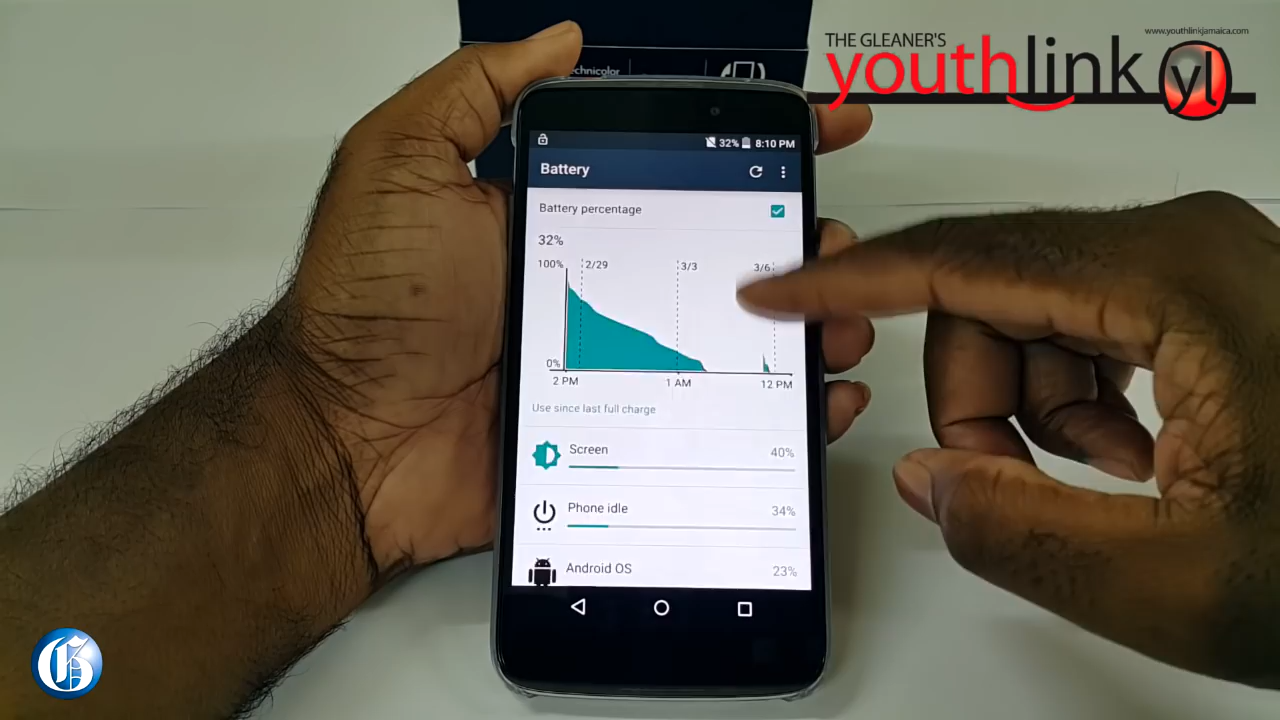 www.youthlinkjamaica.com
THE GLEANER'S
youthlink yl
echnicolor
32% 8:10 PM
Battery
Battery percentage
32%
100% 2/29 3/3 3/6
0%
2 PM 1 AM 12 PM
Use since last full charge
Screen 40%
Phone idle 34%
Android OS 23%
G